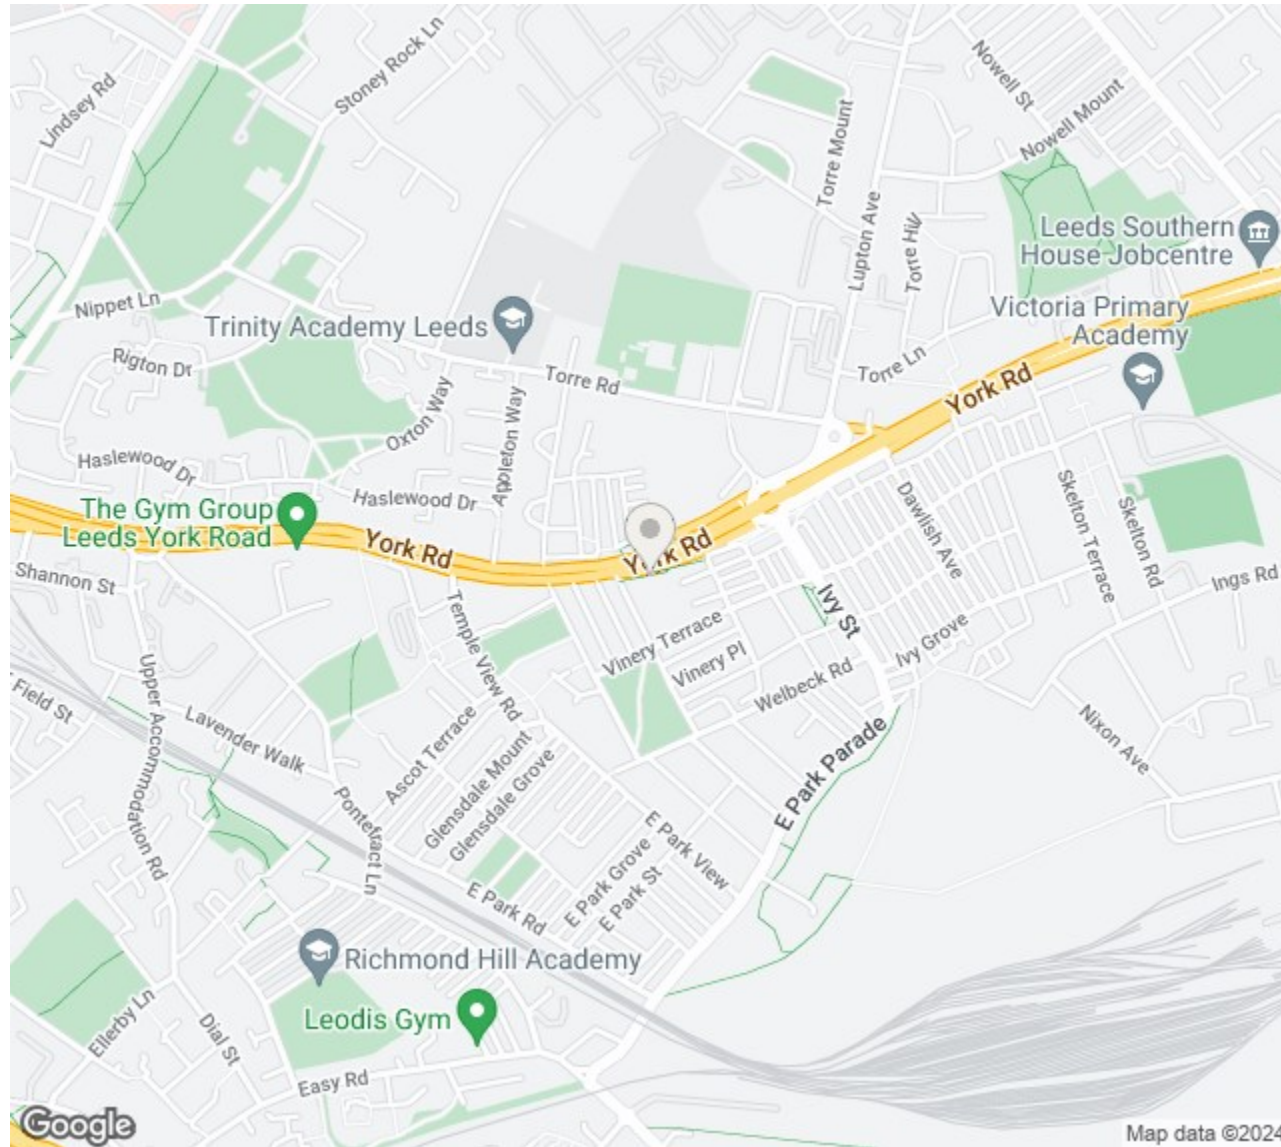 Lindsey Rd
Stoney Rock Ln
Nowell St
Nowell Mount
Torre Mount
Lupton Ave
Torre Hill
Leeds Southern
House Jobcentre
Nippet Ln
Trinity Academy Leeds
Victoria Primary
Academy
Rigton Dr
Torre Ln
Torre Rd
York Rd
Oxton Way
Appleton Way
Haslewood Dr
Haslewood Dr
The Gym Group
Leeds York Road
York Rd
York Rd
Dawlish Ave
Skelton Terrace
Skelton Rd
Shannon St
Ings Rd
Temple View Rd
Ivy St
Vinery Terrace
Ivy Grove
Vinery Pl
Welbeck Rd
Upper Accommodation Rd
Field St
Lavender Walk
Ascot Terrace
Nixon Ave
Glensdale Mount
Glensdale Grove
E Park Parade
Pontefract Ln
E Park View
E Park Grove
E Park St
E Park Rd
Richmond Hill Academy
Leodis Gym
Ellerby Ln
Dial St
Easy Rd
Google
Map data ©2024